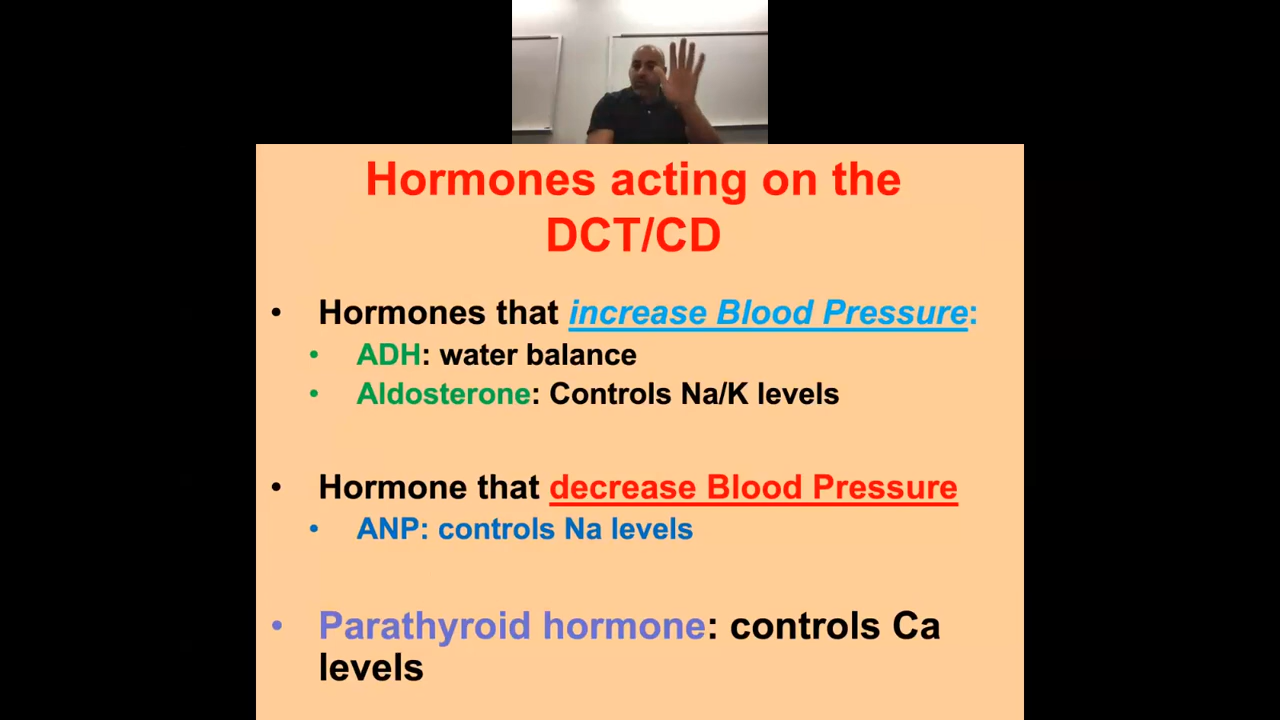 Hormones acting on the
DCT/CD
• Hormones that increase Blood Pressure:
• ADH: water balance
• Aldosterone: Controls Na/K levels
• Hormone that decrease Blood Pressure
• ANP: controls Na levels
• Parathyroid hormone: controls Ca
levels